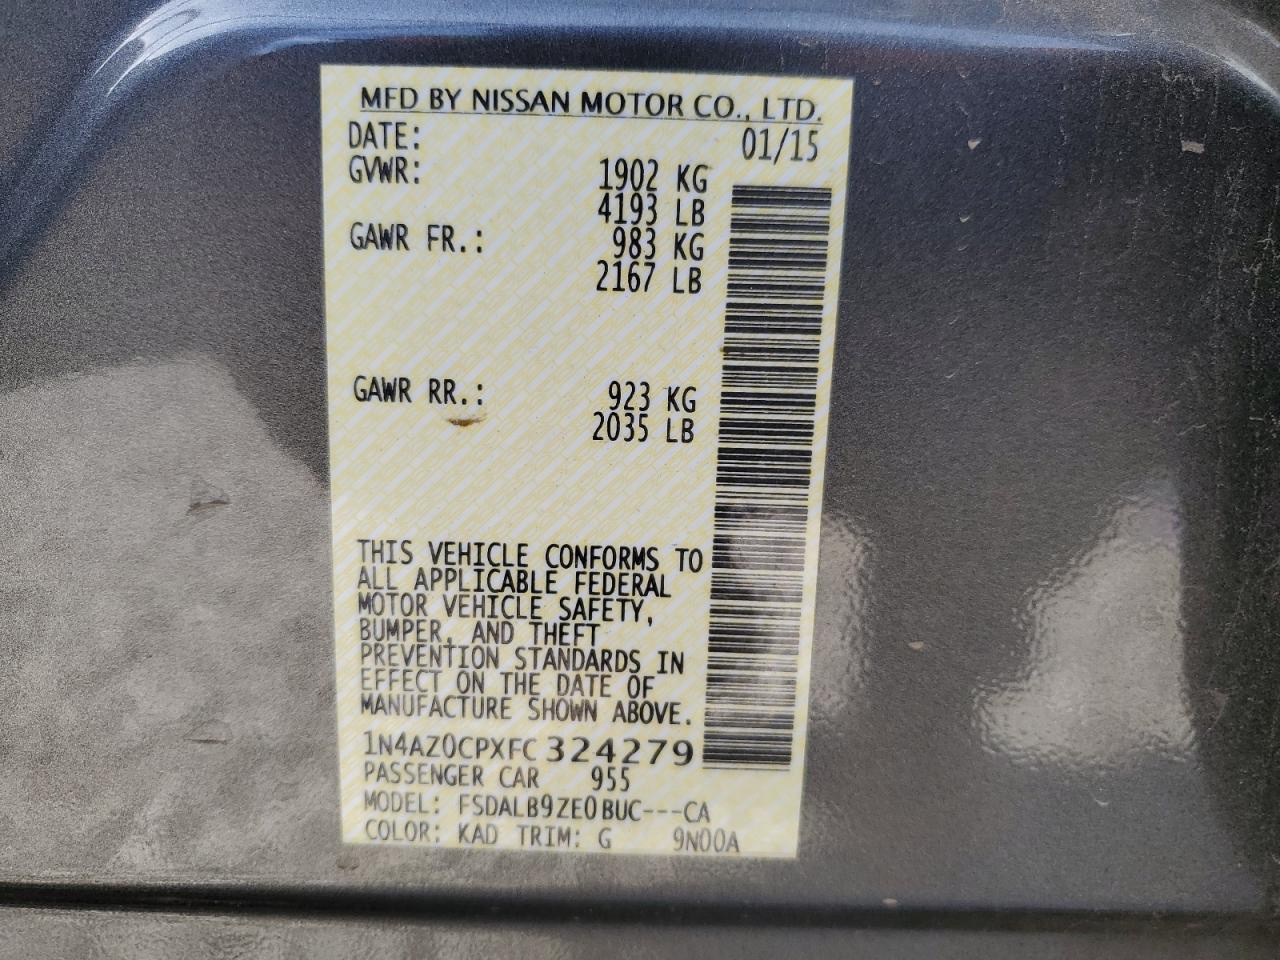 MFD BY NISSAN MOTOR CO., LTD.
DATE: 01/15
GVWR: 1902 KG
4193 LB
GAWR FR.: 983 KG
2167 LB
GAWR RR.: 923 KG
2035 LB
THIS VEHICLE CONFORMS TO
ALL APPLICABLE FEDERAL
MOTOR VEHICLE SAFETY,
BUMPER, AND THEFT
PREVENTION STANDARDS IN
EFFECT ON THE DATE OF
MANUFACTURE SHOWN ABOVE.
1N4AZ0CPXFC 324279
PASSENGER CAR 955
MODEL: FSDALB9ZE0BUC---CA
COLOR: KAD TRIM: G 9N00A